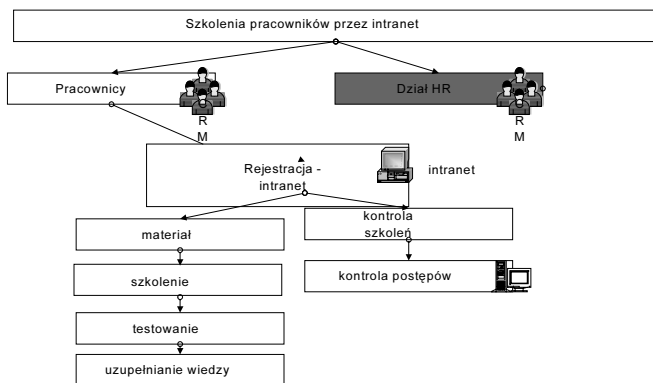 Szkolenia pracowników przez intranet
Pracownicy
R
M
Dział HR
R
M
Rejestracja -
intranet
intranet
materiał
kontrola
szkoleń
szkolenie
kontrola postępów
testowanie
uzupełnianie wiedzy